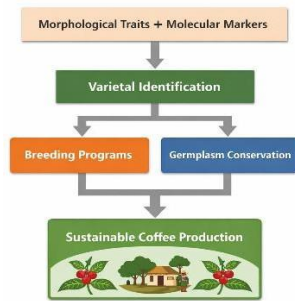 Morphological Traits + Molecular Markers
Varietal Identification
Breeding Programs
Germplasm Conservation
Sustainable Coffee Production